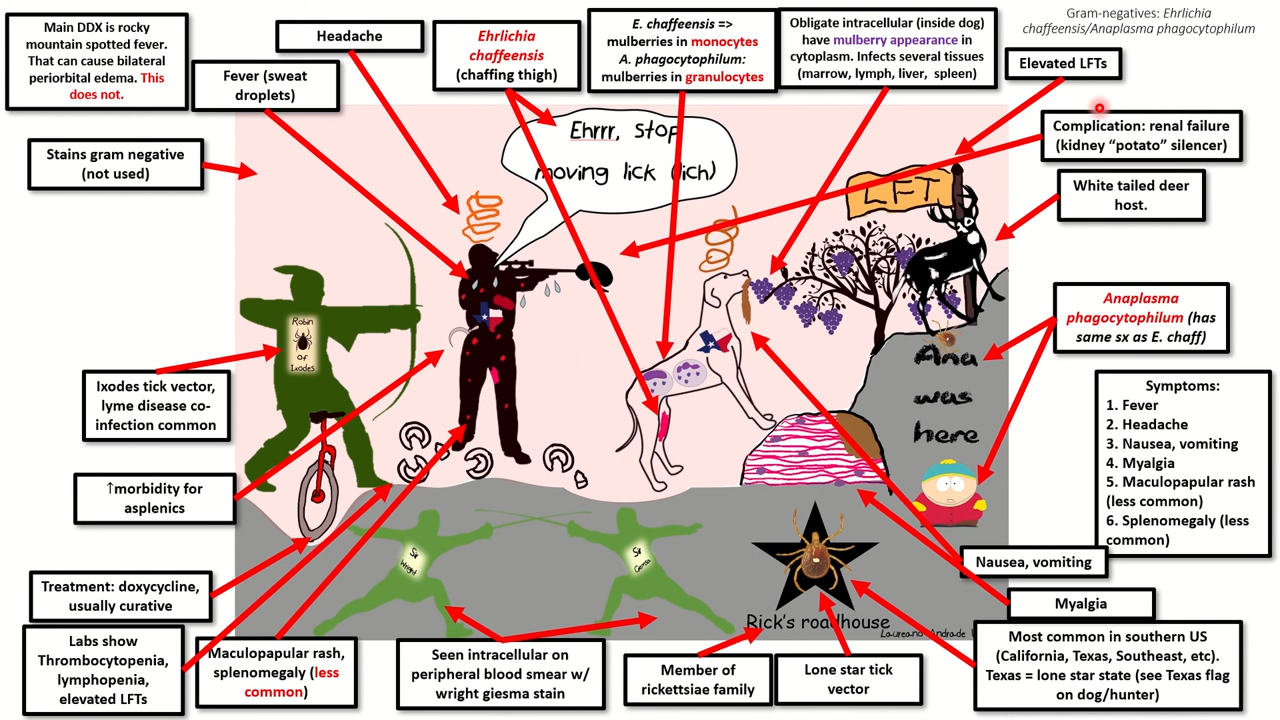 Gram-negatives: Ehrlichia
chaffeensis/Anaplasma phagocytophilum
Main DDX is rocky
mountain spotted fever.
That can cause bilateral
periorbital edema. This
does not.
Headache
Fever (sweat
droplets)
Ehrlichia
chaffeensis
(chaffing thigh)
E. chaffeensis =>
mulberries in monocytes
A. phagocytophilum:
mulberries in granulocytes
Obligate intracellular (inside dog)
have mulberry appearance in
cytoplasm. Infects several tissues
(marrow, lymph, liver, spleen)
Elevated LFTs
Complication: renal failure
(kidney “potato” silencer)
Stains gram negative
(not used)
White tailed deer
host.
Ehrrr, Stop
moving lick (lich)
LFT
Robin
Of
Ixodes
Anaplasma
phagocytophilum (has
same sx as E. chaff)
Ana
was
here
Ixodes tick vector,
lyme disease co-
infection common
Symptoms:
1. Fever
2. Headache
3. Nausea, vomiting
4. Myalgia
5. Maculopapular rash
(less common)
6. Splenomegaly (less
common)
↑morbidity for
asplenics
Sir
Wright
Sir
Giemsa
Nausea, vomiting
Treatment: doxycycline,
usually curative
Myalgia
Rick's roadhouse
Laureano Andrade
Labs show
Thrombocytopenia,
lymphopenia,
elevated LFTs
Maculopapular rash,
splenomegaly (less
common)
Seen intracellular on
peripheral blood smear w/
wright giesma stain
Member of
rickettsiae family
Lone star tick
vector
Most common in southern US
(California, Texas, Southeast, etc).
Texas = lone star state (see Texas flag
on dog/hunter)